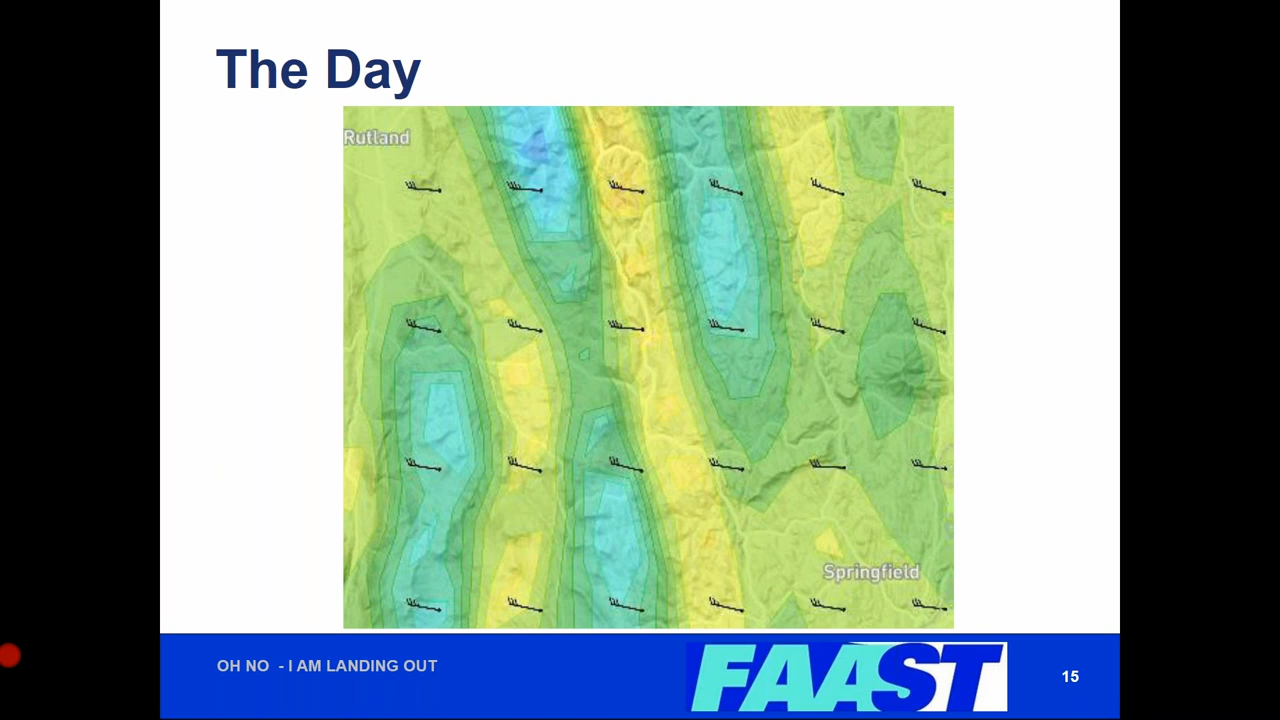 The Day
Rutland
Springfield
OH NO - I AM LANDING OUT
FAAST
15